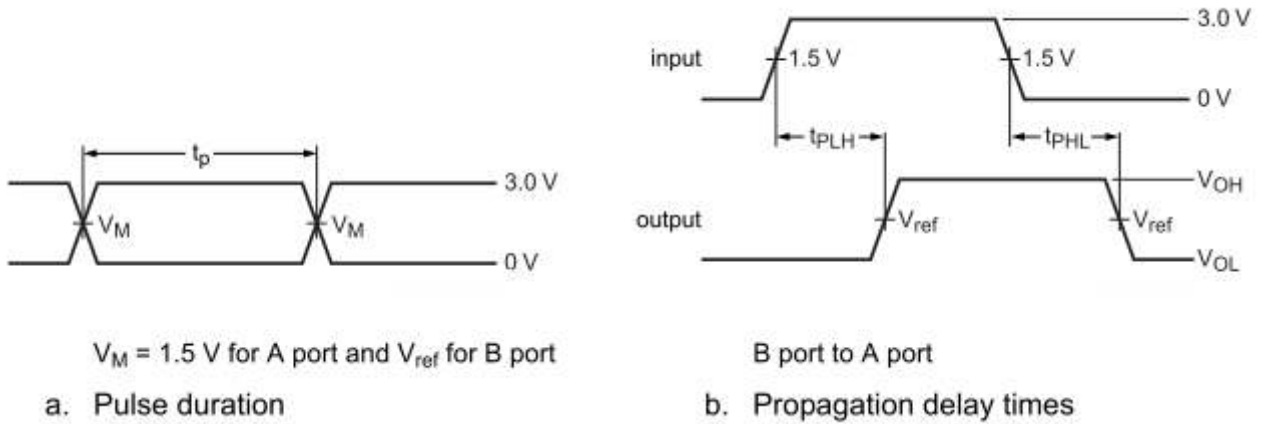 tp
VM
VM
3.0 V
0 V
VM = 1.5 V for A port and Vref for B port
a. Pulse duration
input
1.5 V
1.5 V
3.0 V
0 V
tPLH
tPHL
output
Vref
Vref
VOH
VOL
B port to A port
b. Propagation delay times